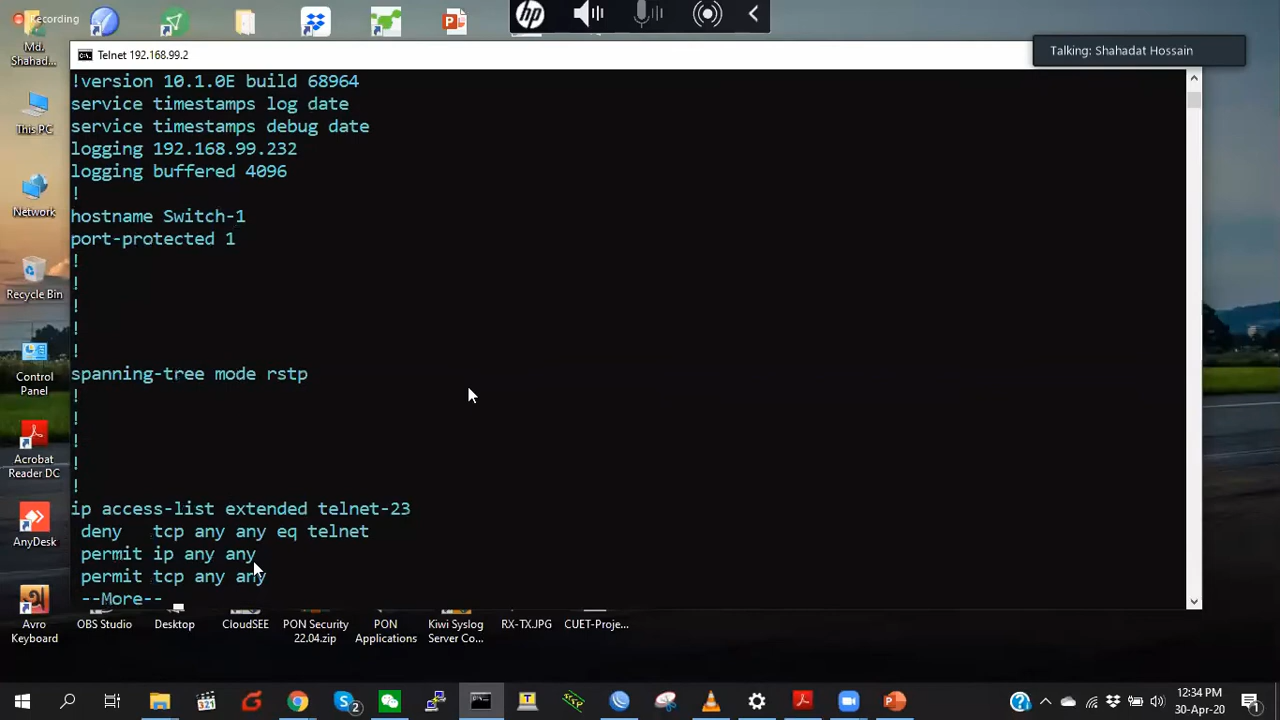 Recording
Talking: Shahadat Hossain
Telnet 192.168.99.2
!version 10.1.0E build 68964
service timestamps log date
service timestamps debug date
logging 192.168.99.232
logging buffered 4096
!
hostname Switch-1
port-protected 1
!
!
!
!
!
spanning-tree mode rstp
!
!
!
!
!
ip access-list extended telnet-23
deny tcp any any eq telnet
permit ip any any
permit tcp any any
--More--
Md.
Shahad...
This PC
Network
Recycle Bin
Control
Panel
Acrobat
Reader DC
AnyDesk
Avro
Keyboard
OBS Studio
Desktop
CloudSEE
PON Security
22.04.zip
PON
Applications
Kiwi Syslog
Server Co...
RX-TX.JPG
CUET-Proje...
12:34 PM
30-Apr-20